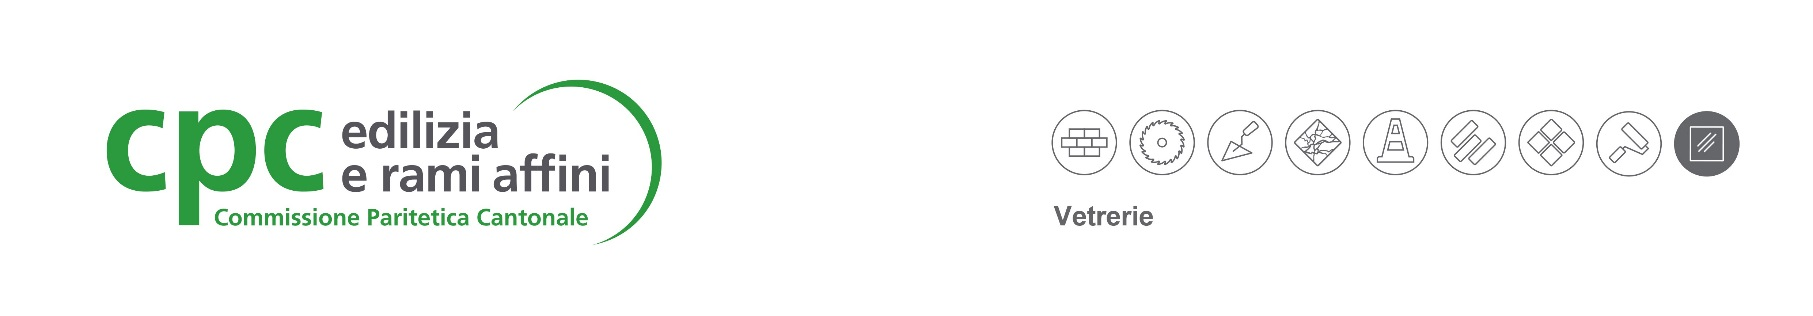 cpc edilizia
e rami affini
Commissione Paritetica Cantonale
Vetrerie